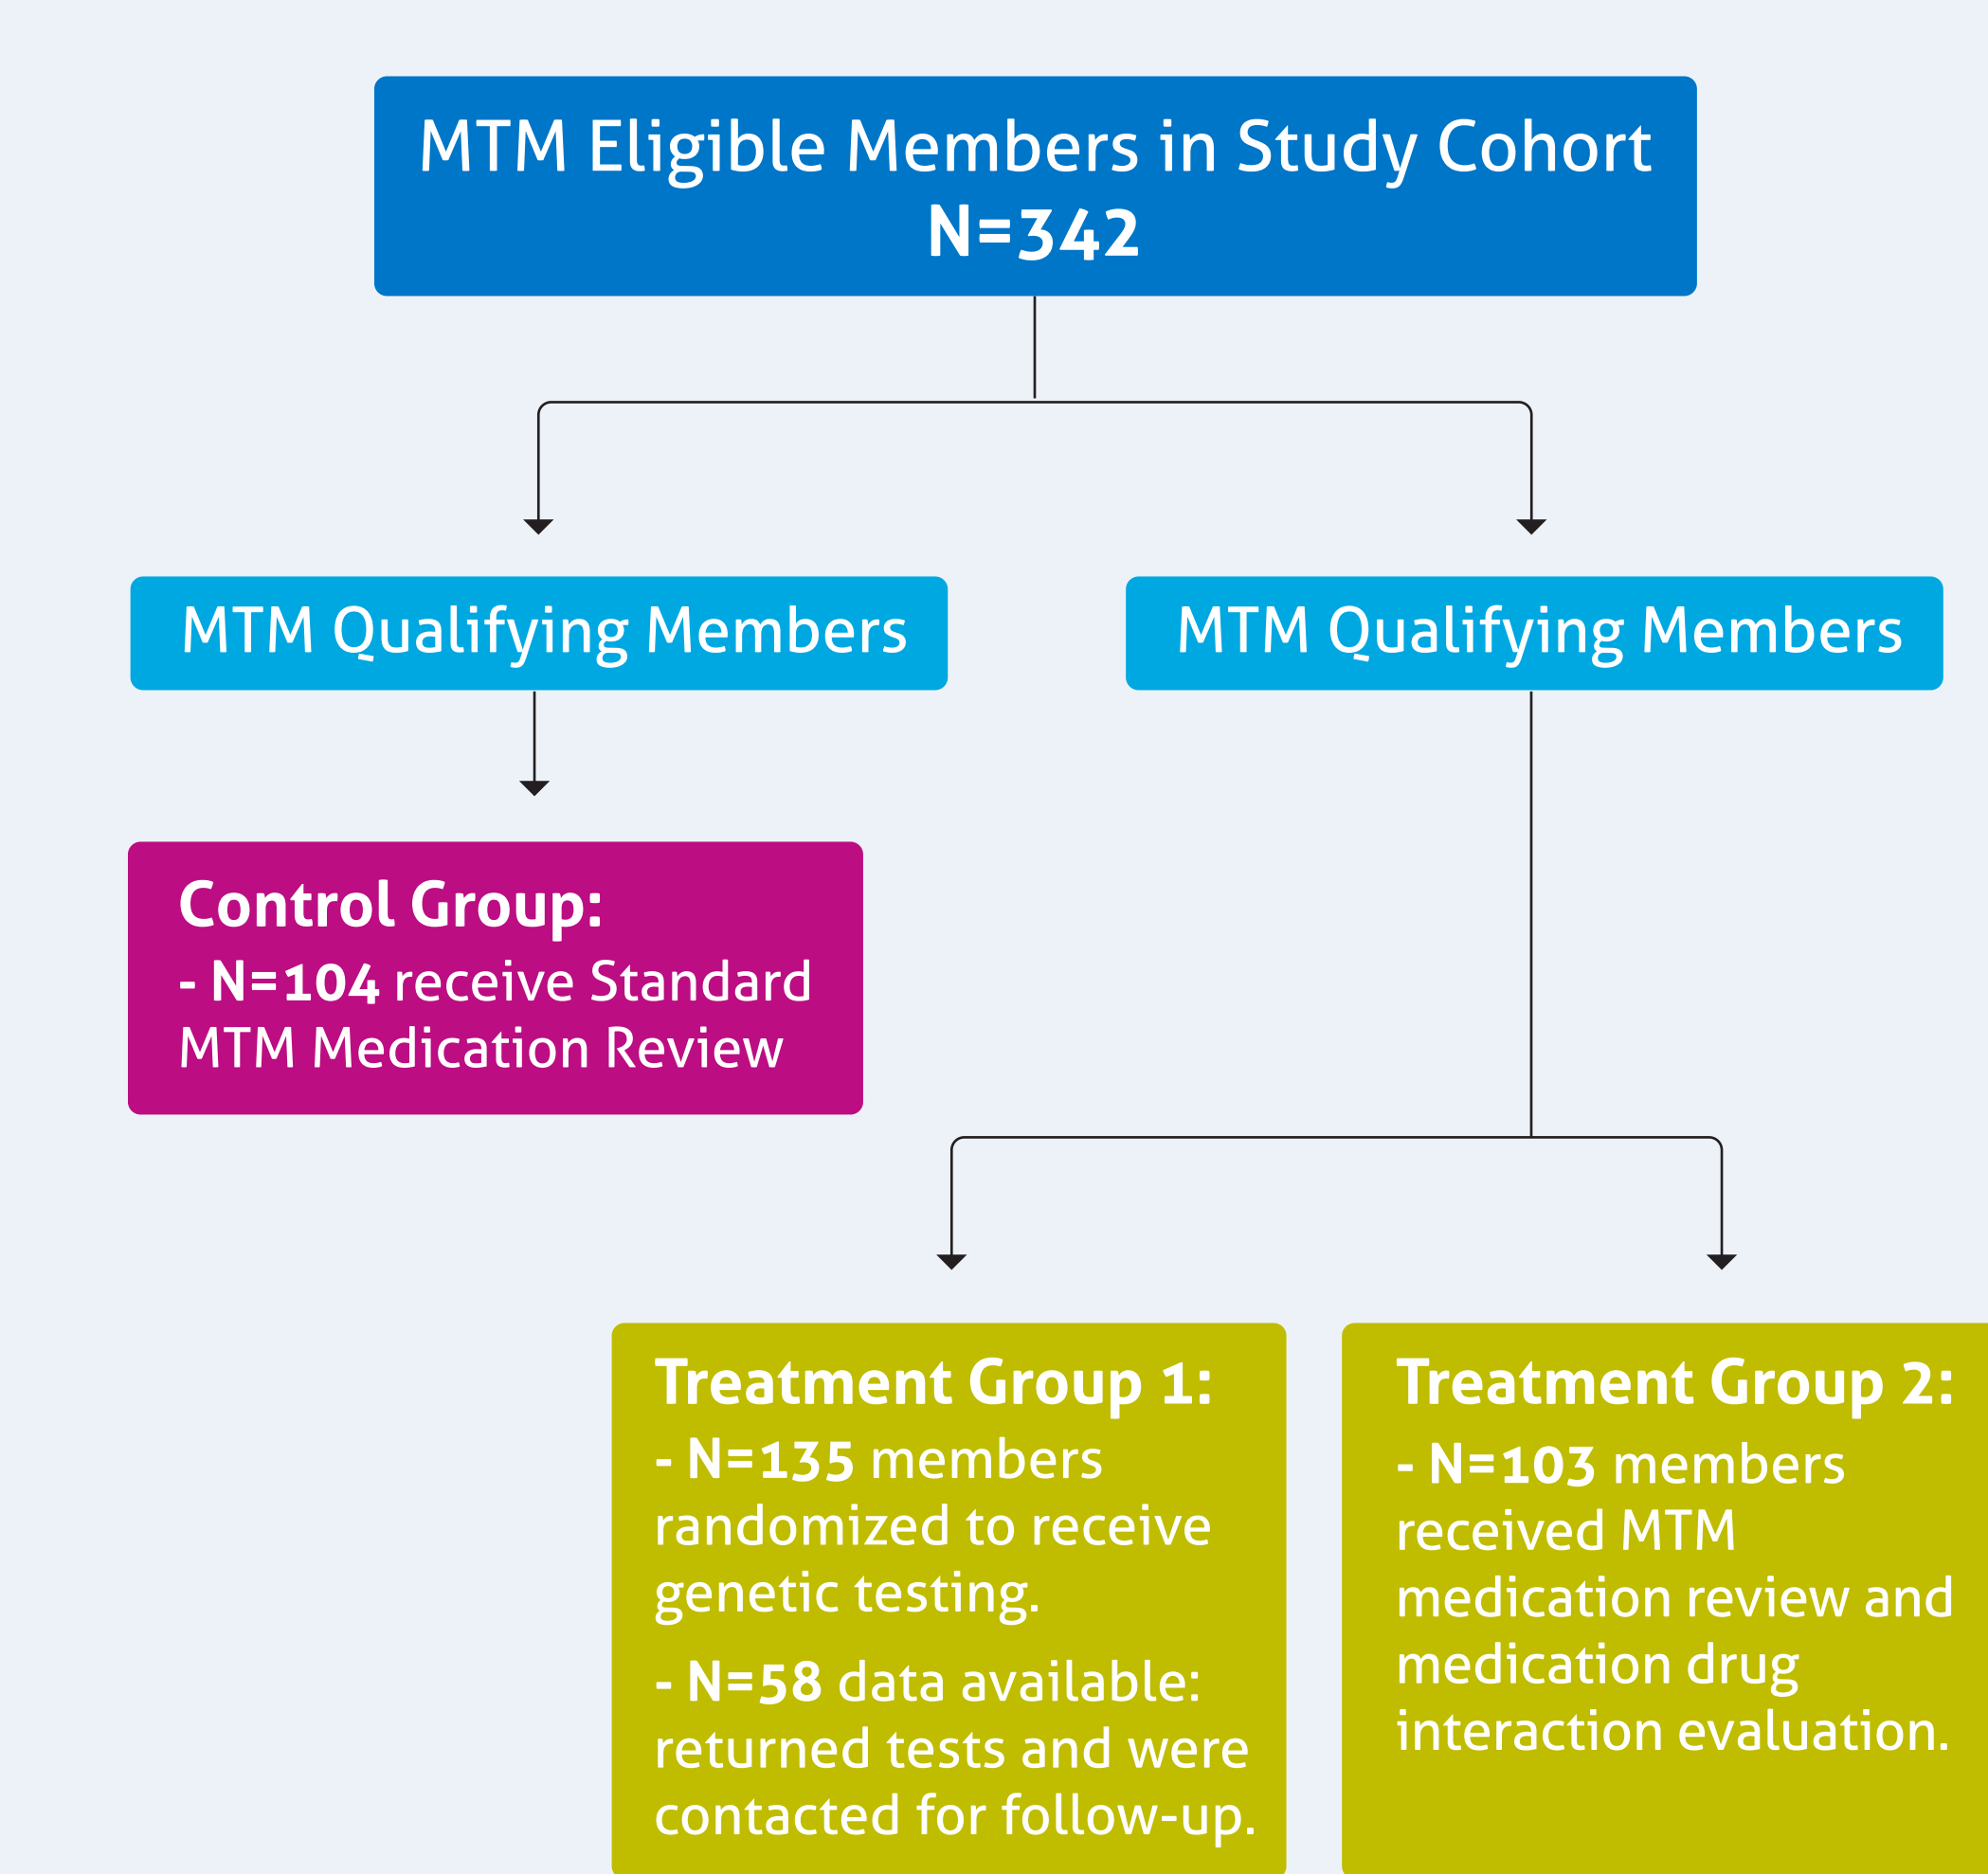 MTM Eligible Members in Study Cohort
N=342
MTM Qualifying Members
MTM Qualifying Members
Control Group:
- N=104 receive Standard
MTM Medication Review
Treatment Group 1:
- N=135 members
randomized to receive
genetic testing.
- N=58 data available:
returned tests and were
contacted for follow-up.
Treatment Group 2:
- N=103 members
received MTM
medication review and
medication drug
interaction evaluation.